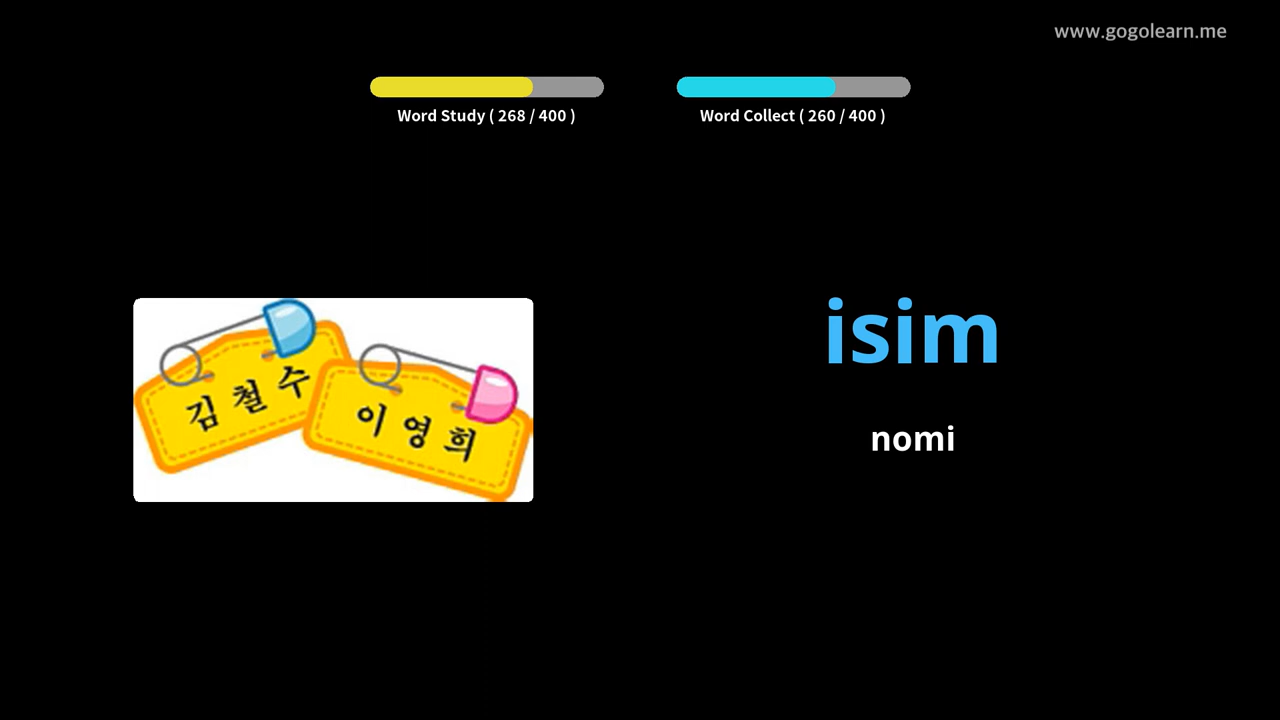 www.gogolearn.me
Word Study ( 268 / 400 )
Word Collect ( 260 / 400 )
김철수
이영희
isim
nomi